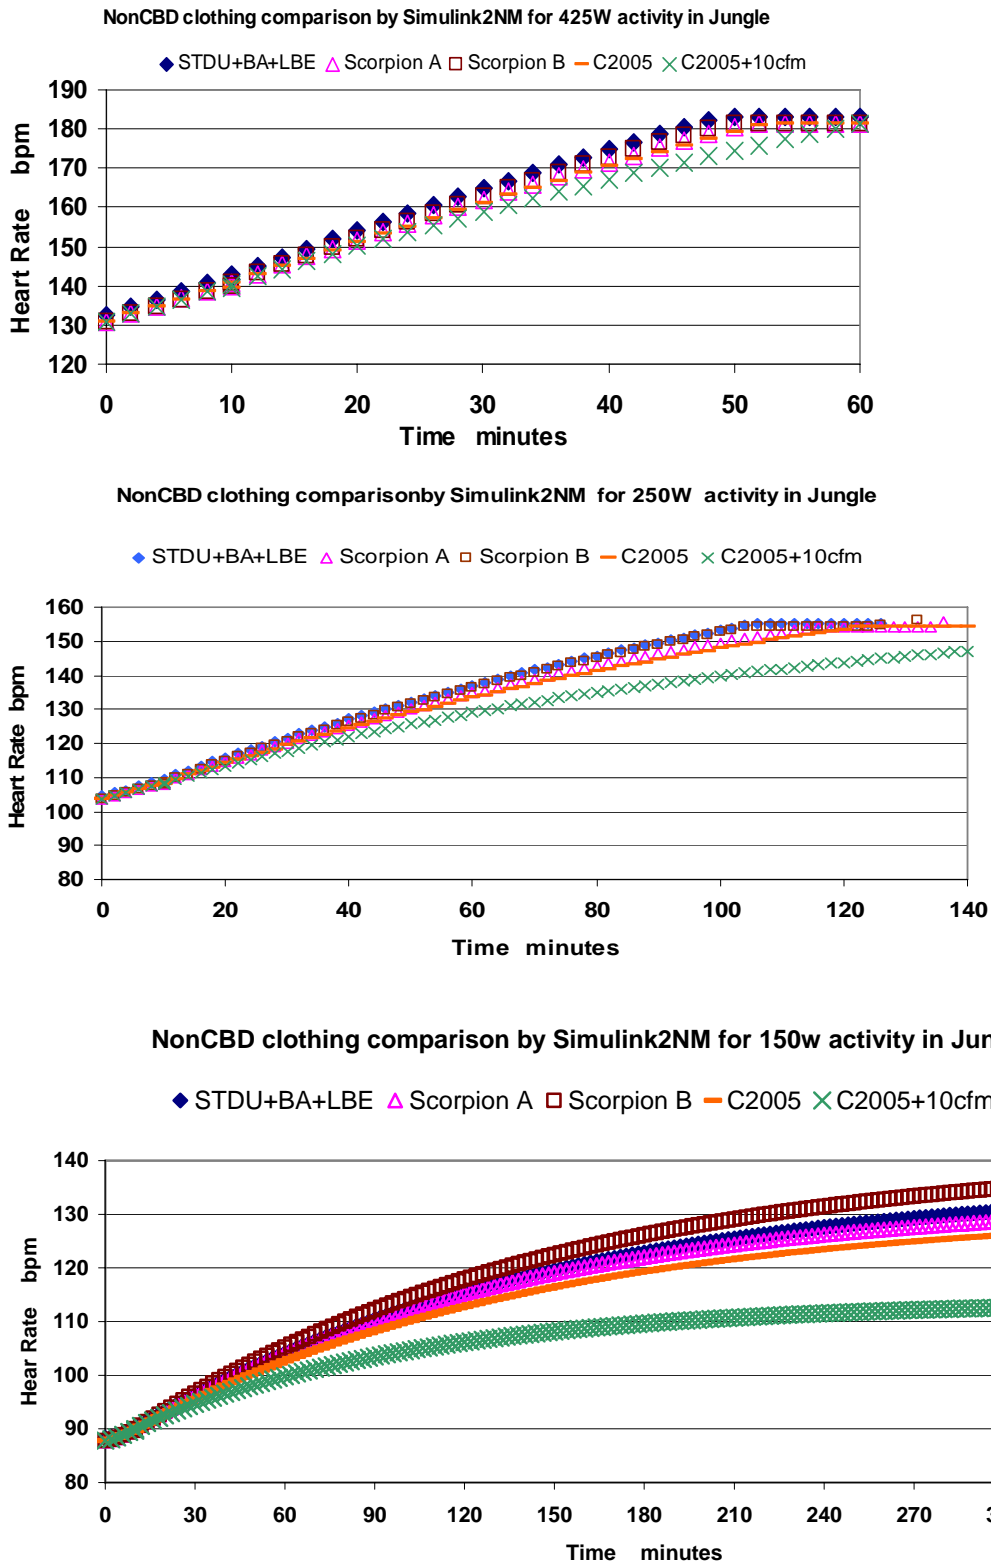 NonCBD clothing comparison by Simulink2NM for 425W activity in Jungle
STDU+BA+LBE Scorpion A Scorpion B C2005 C2005+10cfm
190
180
170
160
150
140
130
120
Heart Rate bpm
0 10 20 30 40 50 60
Time minutes
NonCBD clothing comparisonby Simulink2NM for 250W activity in Jungle
STDU+BA+LBE Scorpion A Scorpion B C2005 C2005+10cfm
160
150
140
130
120
110
100
90
80
Heart Rate bpm
0 20 40 60 80 100 120 140
Time minutes
NonCBD clothing comparison by Simulink2NM for 150w activity in Jun
STDU+BA+LBE Scorpion A Scorpion B C2005 C2005+10cfm
140
130
120
110
100
90
80
Hear Rate bpm
0 30 60 90 120 150 180 210 240 270
Time minutes